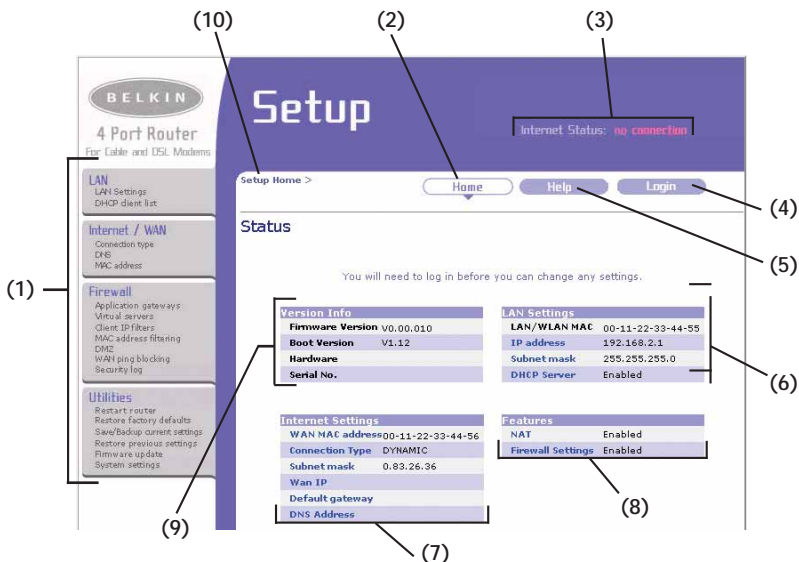 (10)
(2)
(3)
BELKIN
4 Port Router
For Cable and DSL Modems
Setup
Internet Status: no connection
Setup Home >
Home
Help
Login
(4)
(5)
(1)
LAN
LAN Settings
DHCP client list
Internet / WAN
Connection type
DNS
MAC address
Firewall
Application gateways
Virtual servers
Client IP filters
MAC address filtering
DMZ
WAN ping blocking
Security log
Utilities
Restart router
Restore factory defaults
Save/Backup current settings
Restore previous settings
Firmware update
System settings
Status
You will need to log in before you can change any settings.
Version Info
Firmware Version V0.00.010
Boot Version V1.12
Hardware
Serial No.
(9)
LAN Settings
LAN/WLAN MAC 00-11-22-33-44-55
IP address 192.168.2.1
Subnet mask 255.255.255.0
DHCP Server Enabled
(6)
Internet Settings
WAN MAC address 00-11-22-33-44-56
Connection Type DYNAMIC
Subnet mask 0.83.26.36
Wan IP
Default gateway
DNS Address
(7)
Features
NAT Enabled
Firewall Settings Enabled
(8)